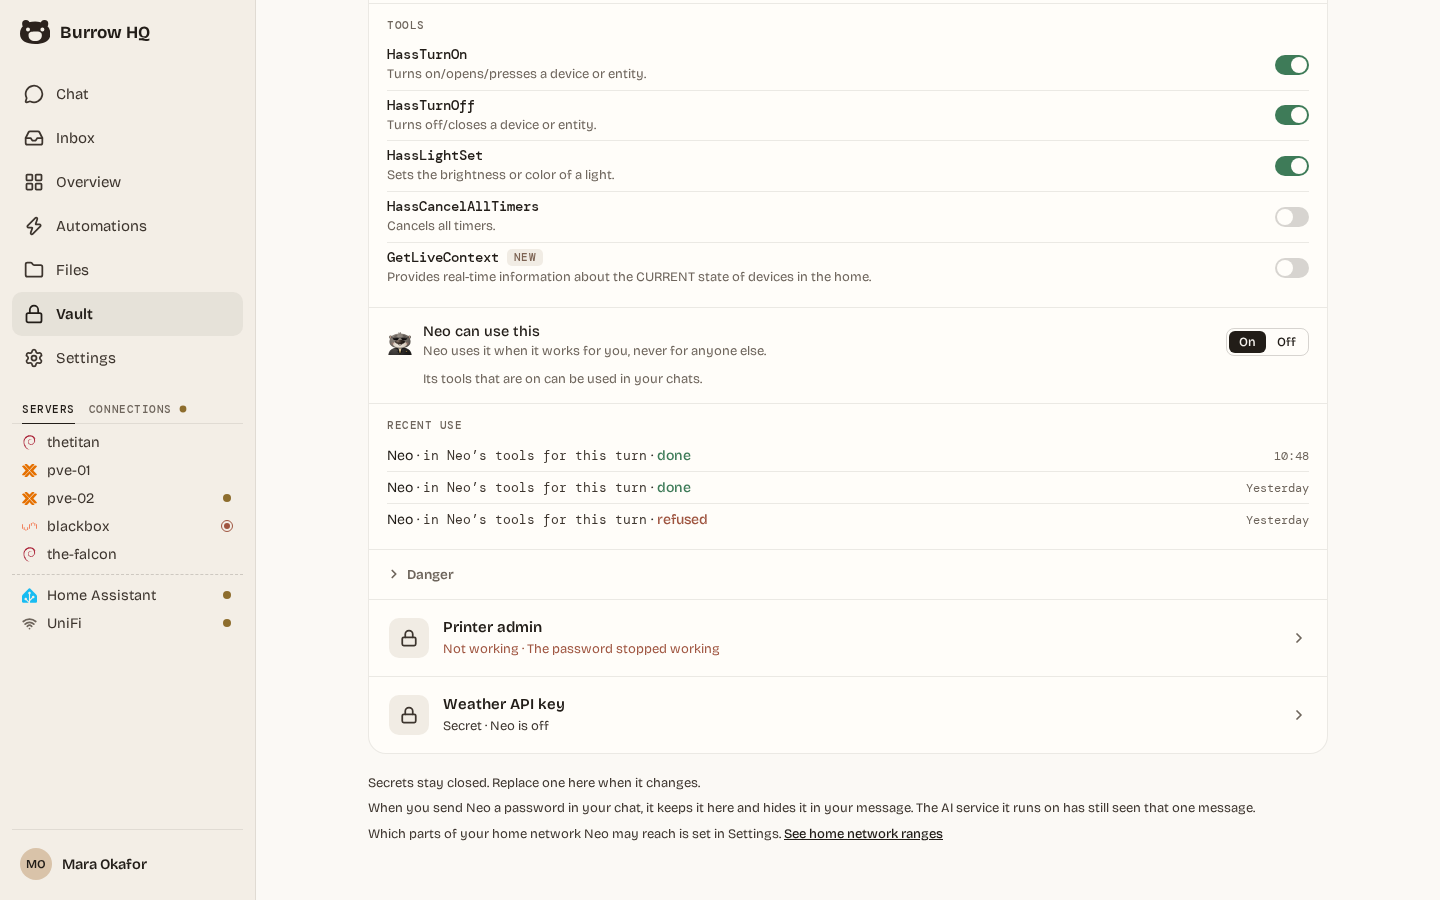 Burrow HQ
Chat
Inbox
Overview
Automations
Files
Vault
Settings
SERVERS CONNECTIONS
thetitan
pve-01
pve-02
blackbox
the-falcon
Home Assistant
UniFi
MO Mara Okafor
TOOLS
HassTurnOn
Turns on/opens/presses a device or entity.
HassTurnOff
Turns off/closes a device or entity.
HassLightSet
Sets the brightness or color of a light.
HassCancelAllTimers
Cancels all timers.
GetLiveContext NEW
Provides real-time information about the CURRENT state of devices in the home.
Neo can use this
Neo uses it when it works for you, never for anyone else.
On Off
Its tools that are on can be used in your chats.
RECENT USE
Neo · in Neo’s tools for this turn · done 10:48
Neo · in Neo’s tools for this turn · done Yesterday
Neo · in Neo’s tools for this turn · refused Yesterday
Danger
Printer admin
Not working · The password stopped working
Weather API key
Secret · Neo is off
Secrets stay closed. Replace one here when it changes.
When you send Neo a password in your chat, it keeps it here and hides it in your message. The AI service it runs on has still seen that one message.
Which parts of your home network Neo may reach is set in Settings. See home network ranges